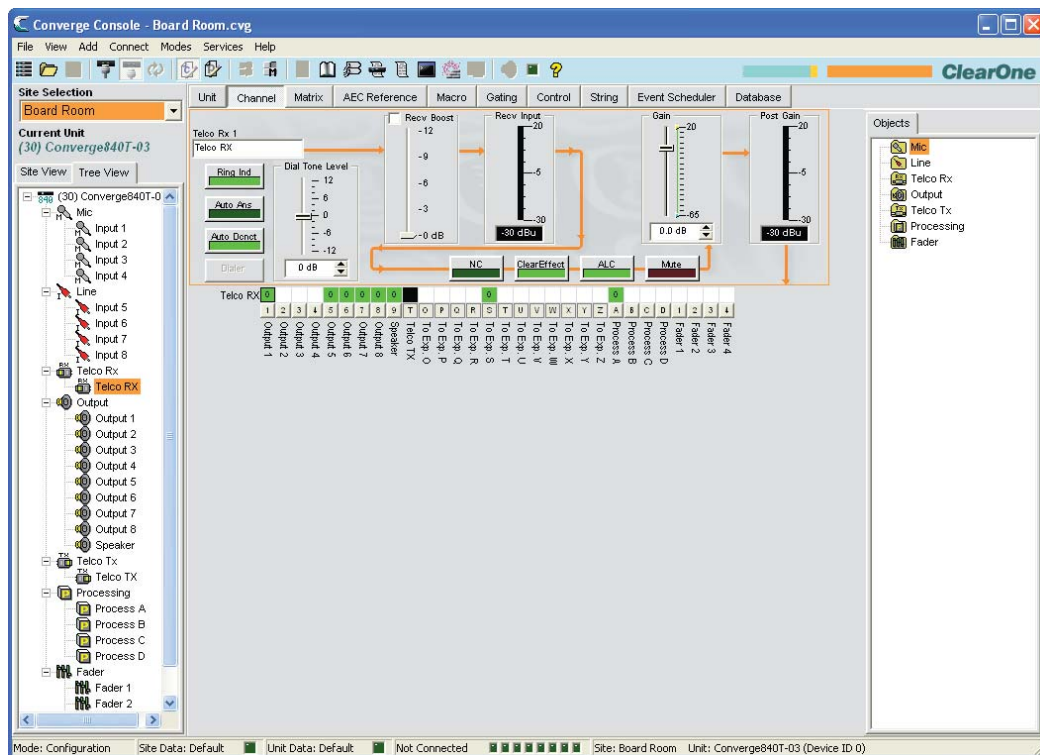 Converge Console - Board Room.cvg
File View Add Connect Modes Services Help
ClearOne
Site Selection
Board Room
Current Unit
(30) Converge840T-03
Site View Tree View
(30) Converge840T-0
Mic
Input 1
Input 2
Input 3
Input 4
Line
Input 5
Input 6
Input 7
Input 8
Telco Rx
Telco RX
Output
Output 1
Output 2
Output 3
Output 4
Output 5
Output 6
Output 7
Output 8
Speaker
Telco Tx
Telco TX
Processing
Process A
Process B
Process C
Process D
Fader
Fader 1
Fader 2
Unit Channel Matrix AEC Reference Macro Gating Control String Event Scheduler Database
Telco Rx 1
Telco RX
Ring Ind
Auto Ans
Auto Dcnct
Dialer
Dial Tone Level
12
6
0
-6
-12
0 dB
Recv Boost
-12
-9
-6
-3
-0 dB
Recv Input
20
-5
-30
-30 dBu
Gain
20
-65
0.0 dB
Post Gain
20
-5
-30
-30 dBu
NC ClearEffect ALC Mute
Telco RX 0 0 0 0 0 0 0 0
1 2 3 4 5 6 7 8 9 T O P Q R S T U V W X Y Z A B C D 1 2 3 4
Output 1
Output 2
Output 3
Output 4
Output 5
Output 6
Output 7
Output 8
Speaker
Telco TX
To Exp. O
To Exp. P
To Exp. Q
To Exp. R
To Exp. S
To Exp. T
To Exp. U
To Exp. V
To Exp. W
To Exp. X
To Exp. Y
To Exp. Z
Process A
Process B
Process C
Process D
Fader 1
Fader 2
Fader 3
Fader 4
Objects
Mic
Line
Telco Rx
Output
Telco Tx
Processing
Fader
Mode: Configuration Site Data: Default Unit Data: Default Not Connected Site: Board Room Unit: Converge840T-03 (Device ID 0)